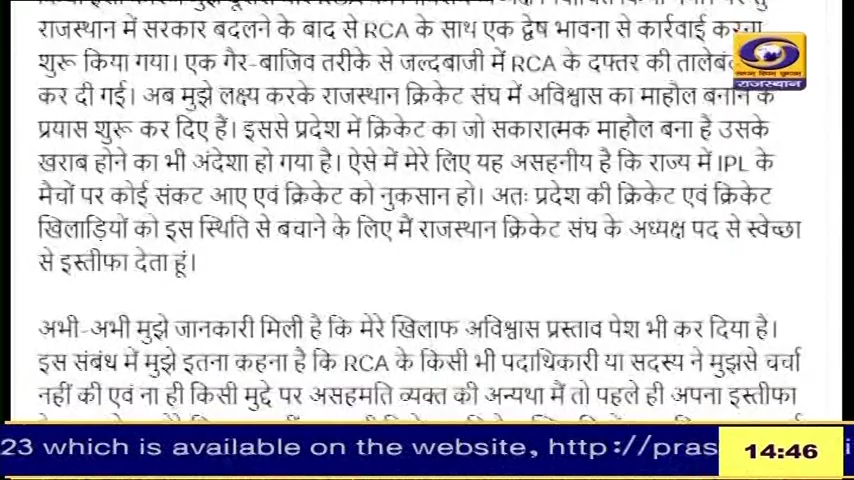 राजस्थान में सरकार बदलने के बाद से RCA के साथ एक द्वेष भावना से कार्रवाई करना
शुरू किया गया। एक गैर-बाजिव तरीके से जल्दबाजी में RCA के दफ्तर की
कर दी गई। अब मुझे लक्ष्य करके राजस्थान क्रिकेट संघ में अविश्वास का माहौल बनाने के
राजस्थान
प्रयास शुरू कर दिए हैं। इससे प्रदेश में क्रिकेट का जो सकारात्मक माहौल बना है उसके
खराब होने का भी अंदेशा हो गया है। ऐसे में मेरे लिए यह असहनीय है कि राज्य में IPL के
मैचों पर कोई संकट आए एवं क्रिकेट को नुकसान हो। अतः प्रदेश की क्रिकेट एवं क्रिकेट
खिलाड़ियों को इस स्थिति से बचाने के लिए मैं राजस्थान क्रिकेट संघ के अध्यक्ष पद से स्वेच्छा
से इस्तीफा देता हूं।
अभी-अभी मुझे जानकारी मिली है कि मेरे खिलाफ अविश्वास प्रस्ताव पेश भी कर दिया है।
इस संबंध में मुझे इतना कहना है कि RCA के किसी भी पदाधिकारी या सदस्य ने मुझसे चर्चा
नहीं की एवं ना ही किसी मुद्दे पर असहमति व्यक्त की अन्यथा मैं तो पहले ही अपना इस्तीफा
23 which is available on the website, http://pras
14:46